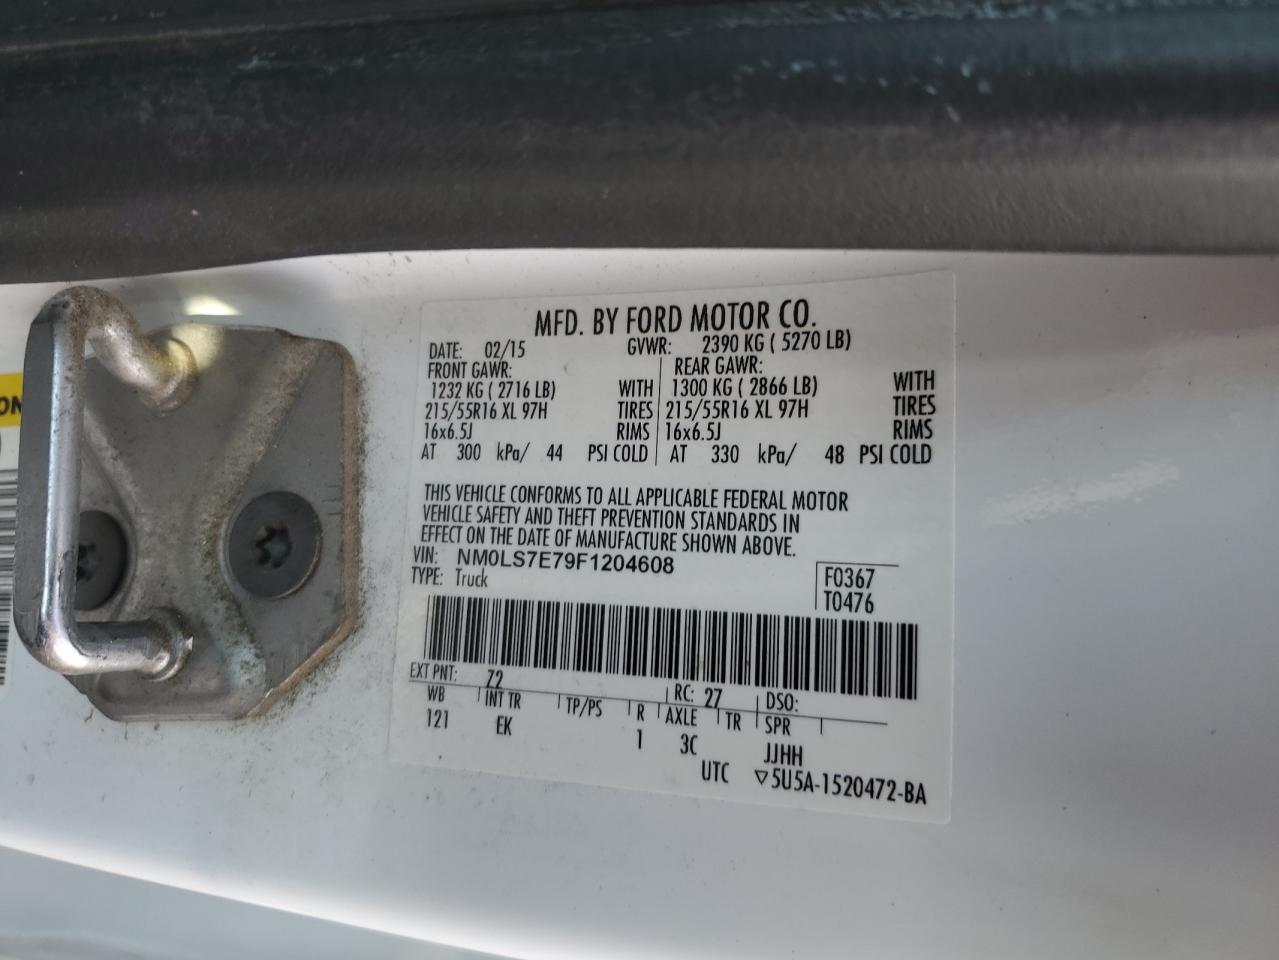 MFD. BY FORD MOTOR CO.
DATE: 02/15 GVWR: 2390 KG ( 5270 LB)
FRONT GAWR: REAR GAWR:
1232 KG ( 2716 LB) WITH 1300 KG ( 2866 LB) WITH
215/55R16 XL 97H TIRES 215/55R16 XL 97H TIRES
16x6.5J RIMS 16x6.5J RIMS
AT 300 kPa/ 44 PSI COLD AT 330 kPa/ 48 PSI COLD
THIS VEHICLE CONFORMS TO ALL APPLICABLE FEDERAL MOTOR
VEHICLE SAFETY AND THEFT PREVENTION STANDARDS IN
EFFECT ON THE DATE OF MANUFACTURE SHOWN ABOVE.
VIN: NM0LS7E79F1204608
TYPE: Truck
F0367
T0476
EXT PNT: Z2 RC: 27 DSO:
WB INT TR TP/PS R AXLE TR SPR
121 EK 1 3C JJHH
UTC ▽5U5A-1520472-BA
ON